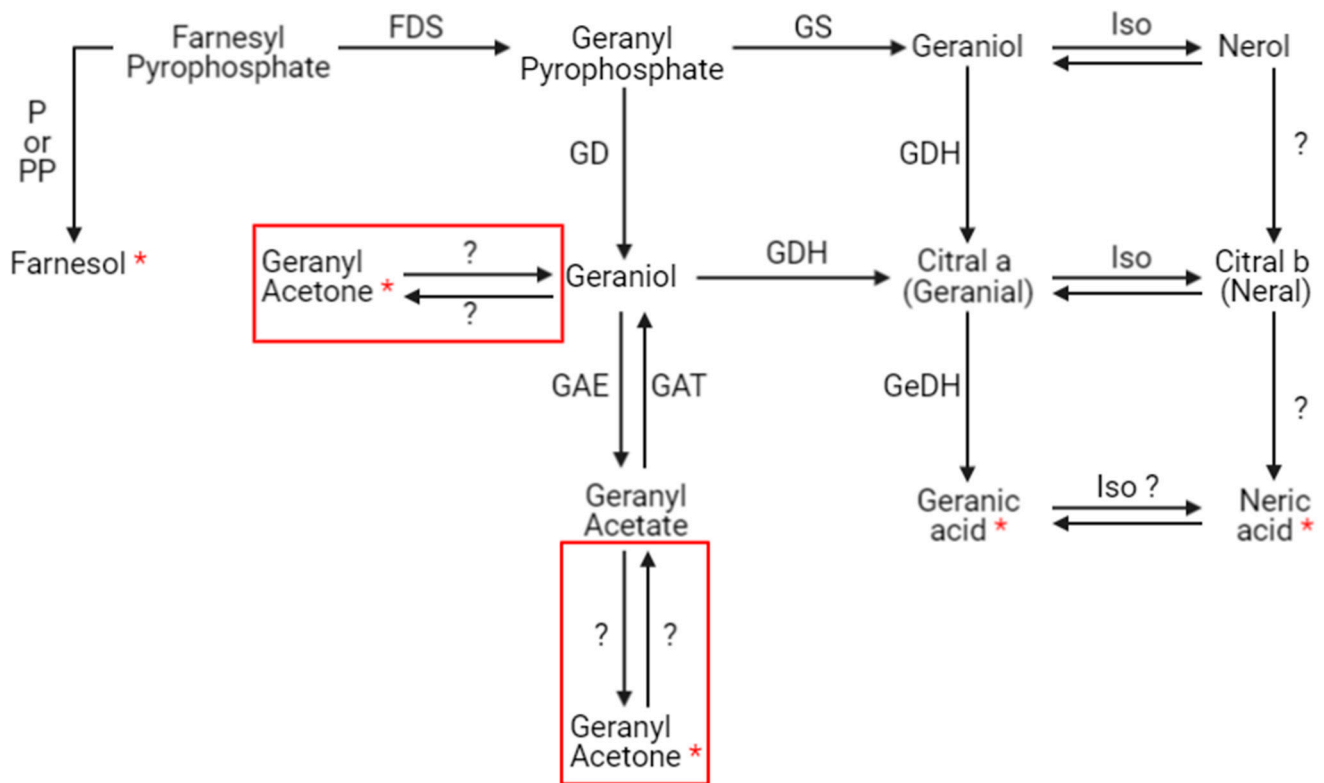 Farnesyl
Pyrophosphate
FDS
Geranyl
Pyrophosphate
GS
Geraniol
Iso
Nerol
P
or
PP
GD
GDH
?
Farnesol *
Geranyl
Acetone *
?
?
Geraniol
GDH
Citral a
(Geranial)
Iso
Citral b
(Neral)
GAE
GAT
GeDH
?
Geranyl
Acetate
Geranic
acid *
Iso ?
Neric
acid *
?
?
Geranyl
Acetone *